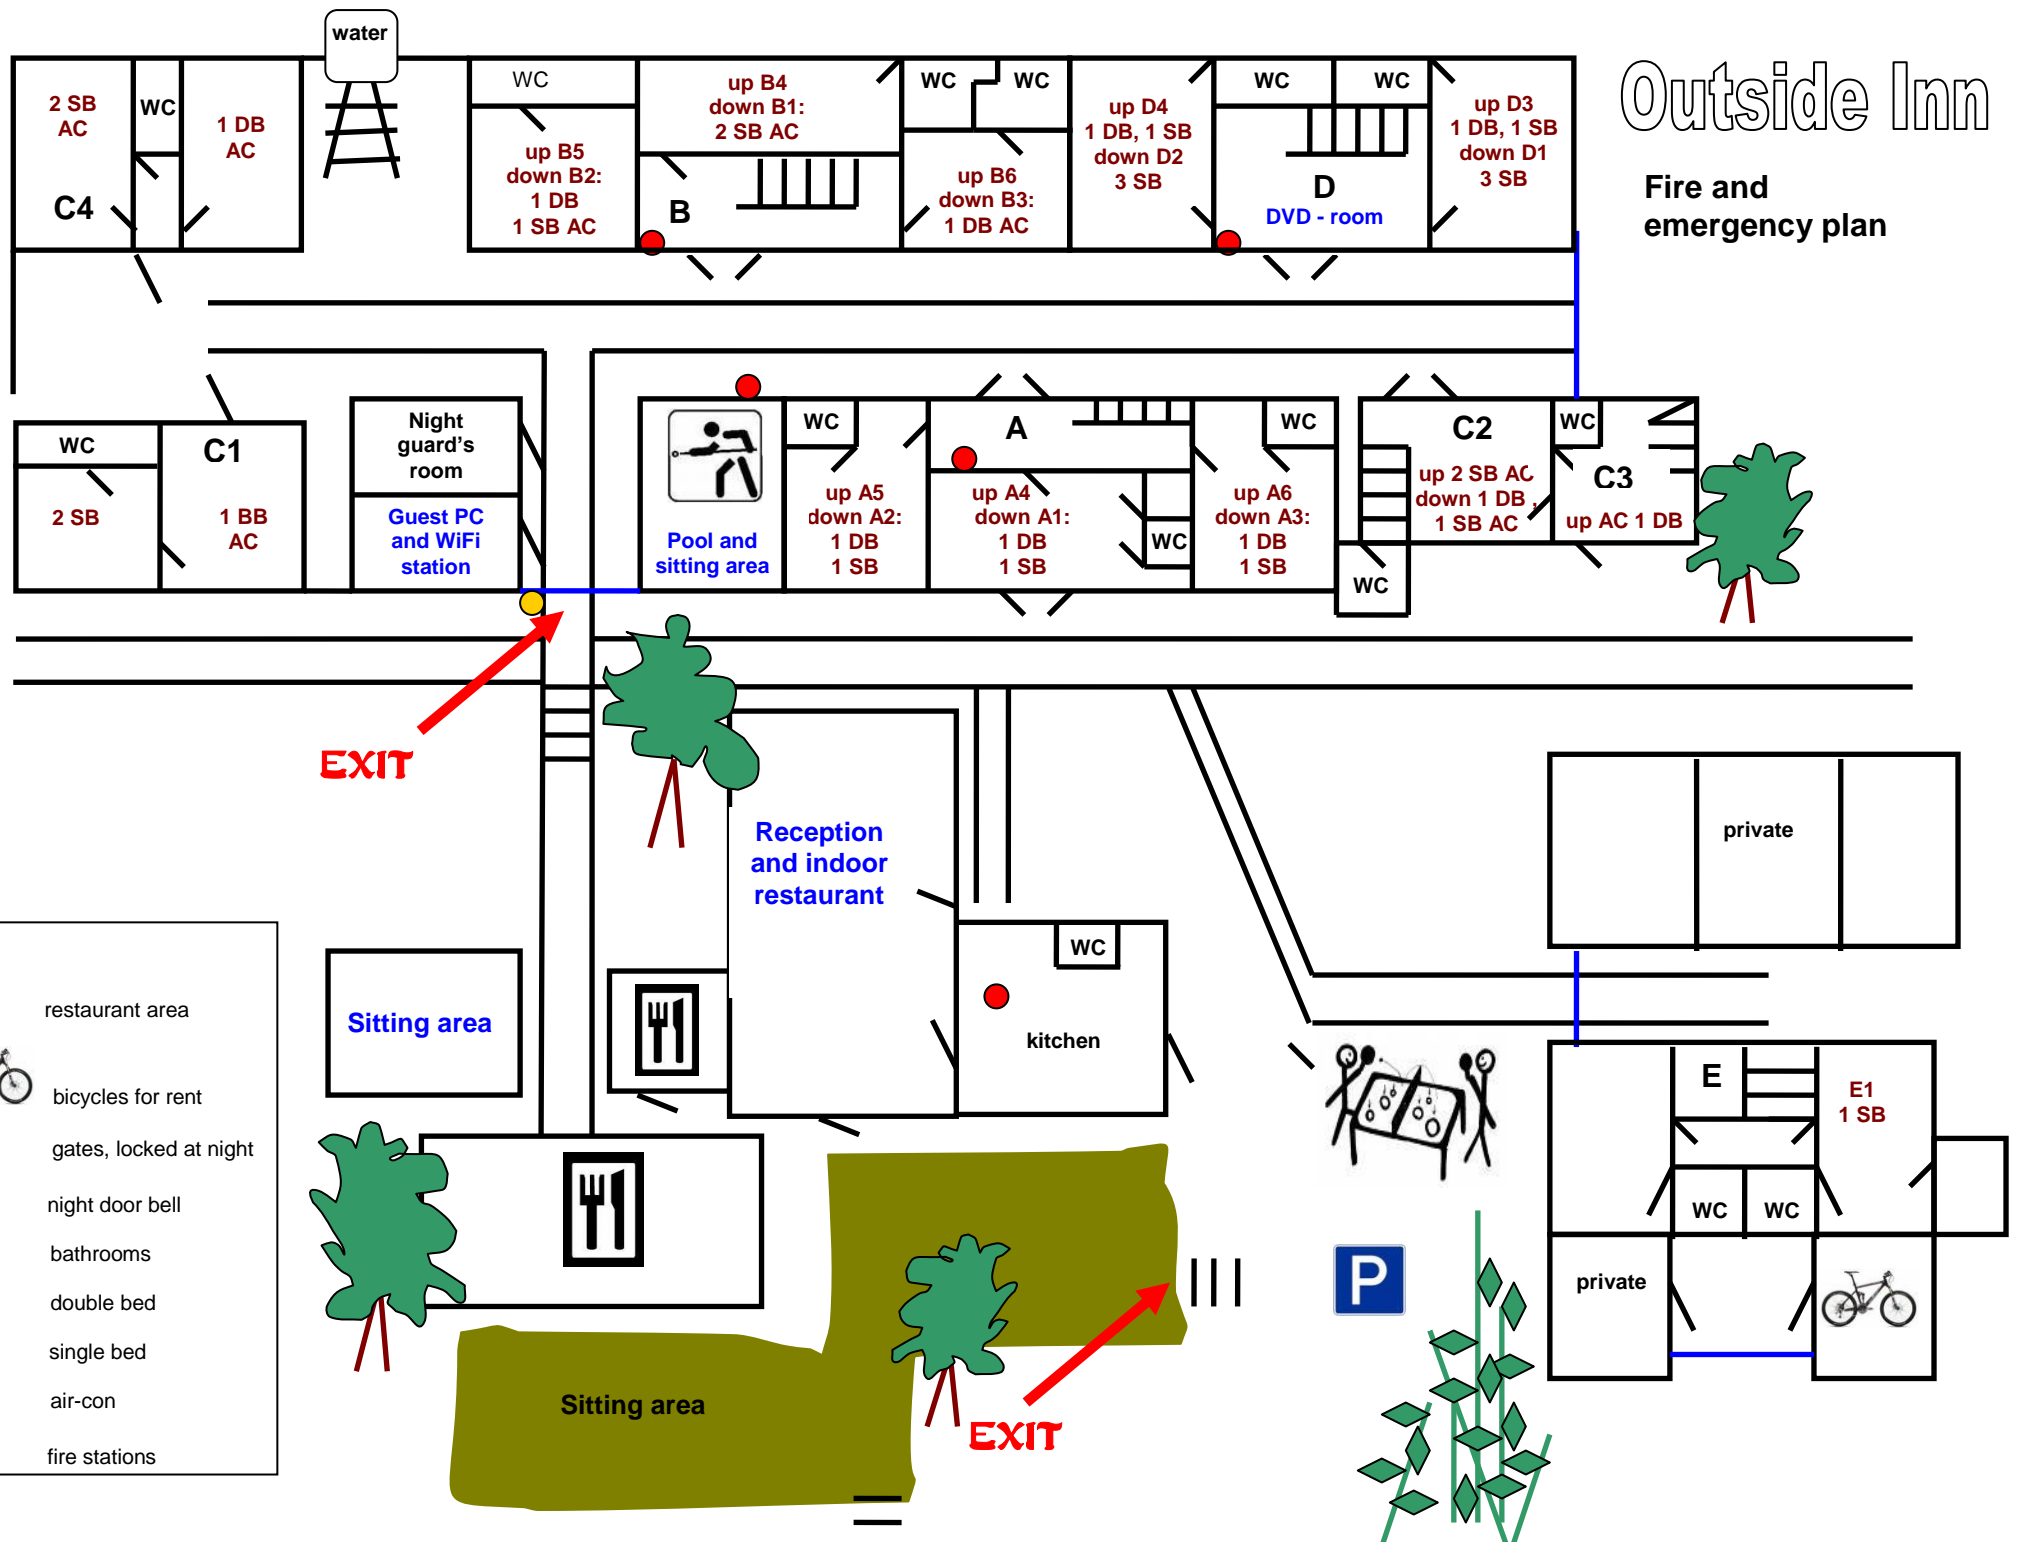 water
Outside Inn
Fire and
emergency plan
2 SB
AC
C4
WC
1 DB
AC
WC
up B5
down B2:
1 DB
1 SB AC
up B4
down B1:
2 SB AC
B
WC
WC
up B6
down B3:
1 DB AC
up D4
1 DB, 1 SB
down D2
3 SB
WC
WC
D
DVD - room
up D3
1 DB, 1 SB
down D1
3 SB
WC
2 SB
C1
1 BB
AC
Night
guard's
room
Guest PC
and WiFi
station
Pool and
sitting area
WC
up A5
down A2:
1 DB
1 SB
A
up A4
down A1:
1 DB
1 SB
WC
WC
up A6
down A3:
1 DB
1 SB
C2
up 2 SB AC
down 1 DB ,
1 SB AC
WC
WC
C3
up AC 1 DB
EXIT
Reception
and indoor
restaurant
private
WC
kitchen
Sitting area
E
E1
1 SB
WC
WC
private
P
Sitting area
EXIT
restaurant area
bicycles for rent
gates, locked at night
night door bell
bathrooms
double bed
single bed
air-con
fire stations